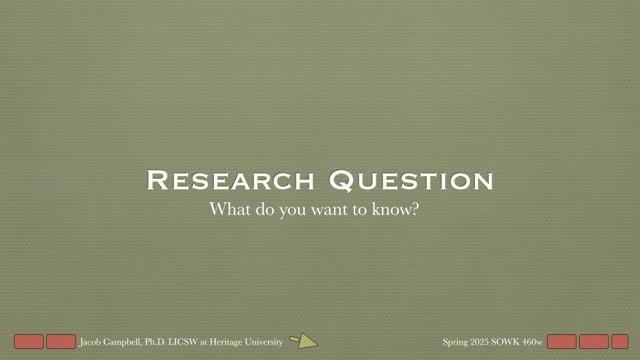 Research Question
What do you want to know?
Jacob Campbell, Ph.D. LICSW at Heritage University
Spring 2025 SOWK 460w